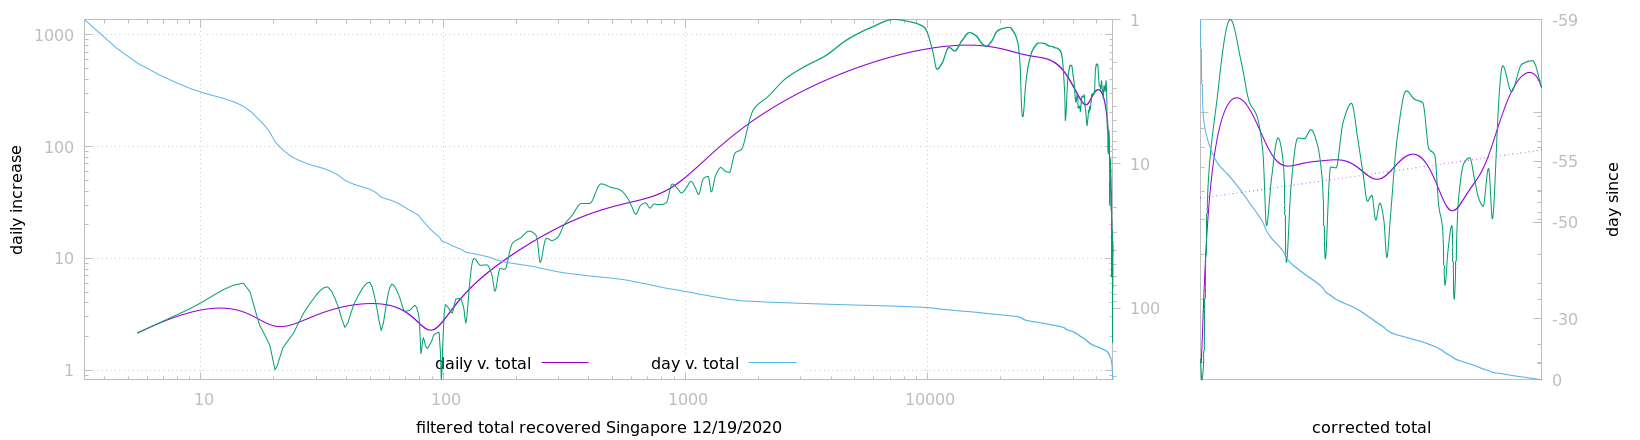 daily increase
1000
100
10
1
10
100
1000
10000
1
10
100
daily v. total
day v. total
filtered total recovered Singapore 12/19/2020
-59
-55
-50
-30
0
day since
corrected total